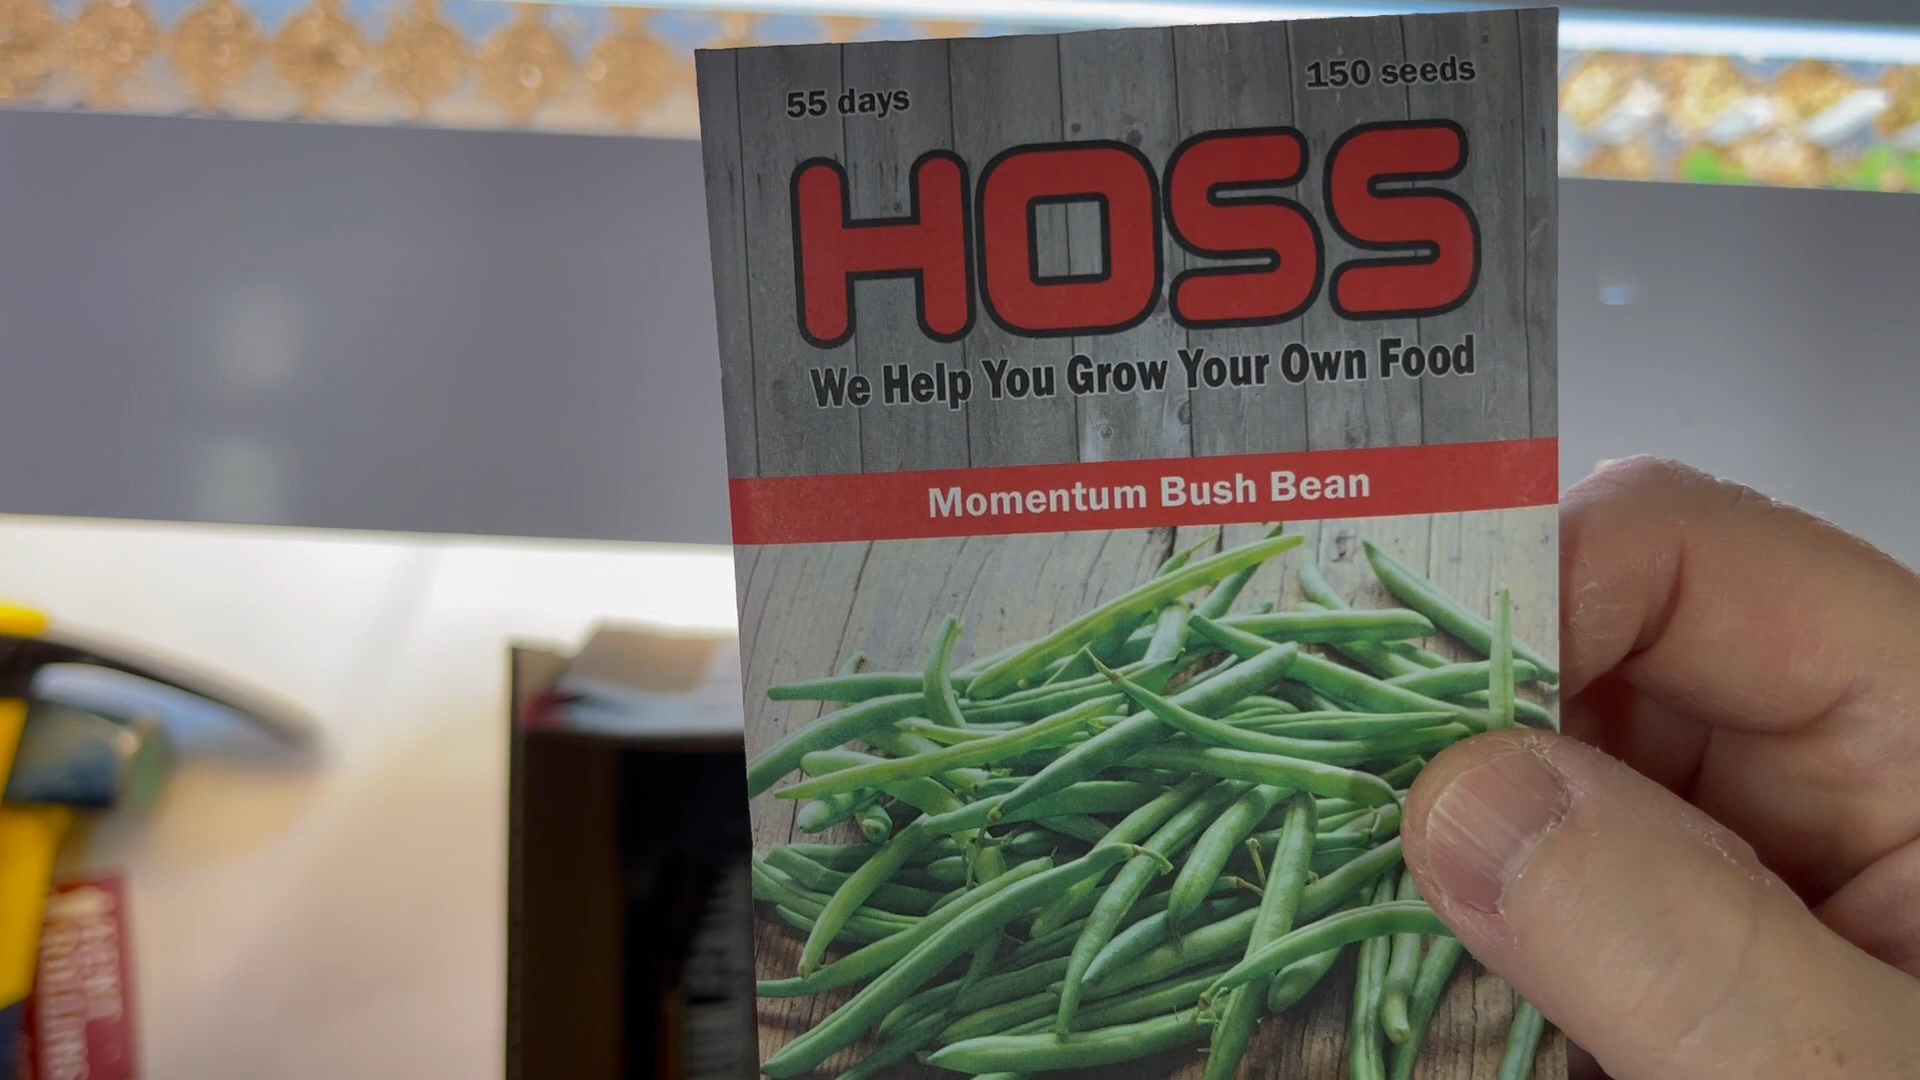 55 days
150 seeds
HOSS
We Help You Grow Your Own Food
Momentum Bush Bean